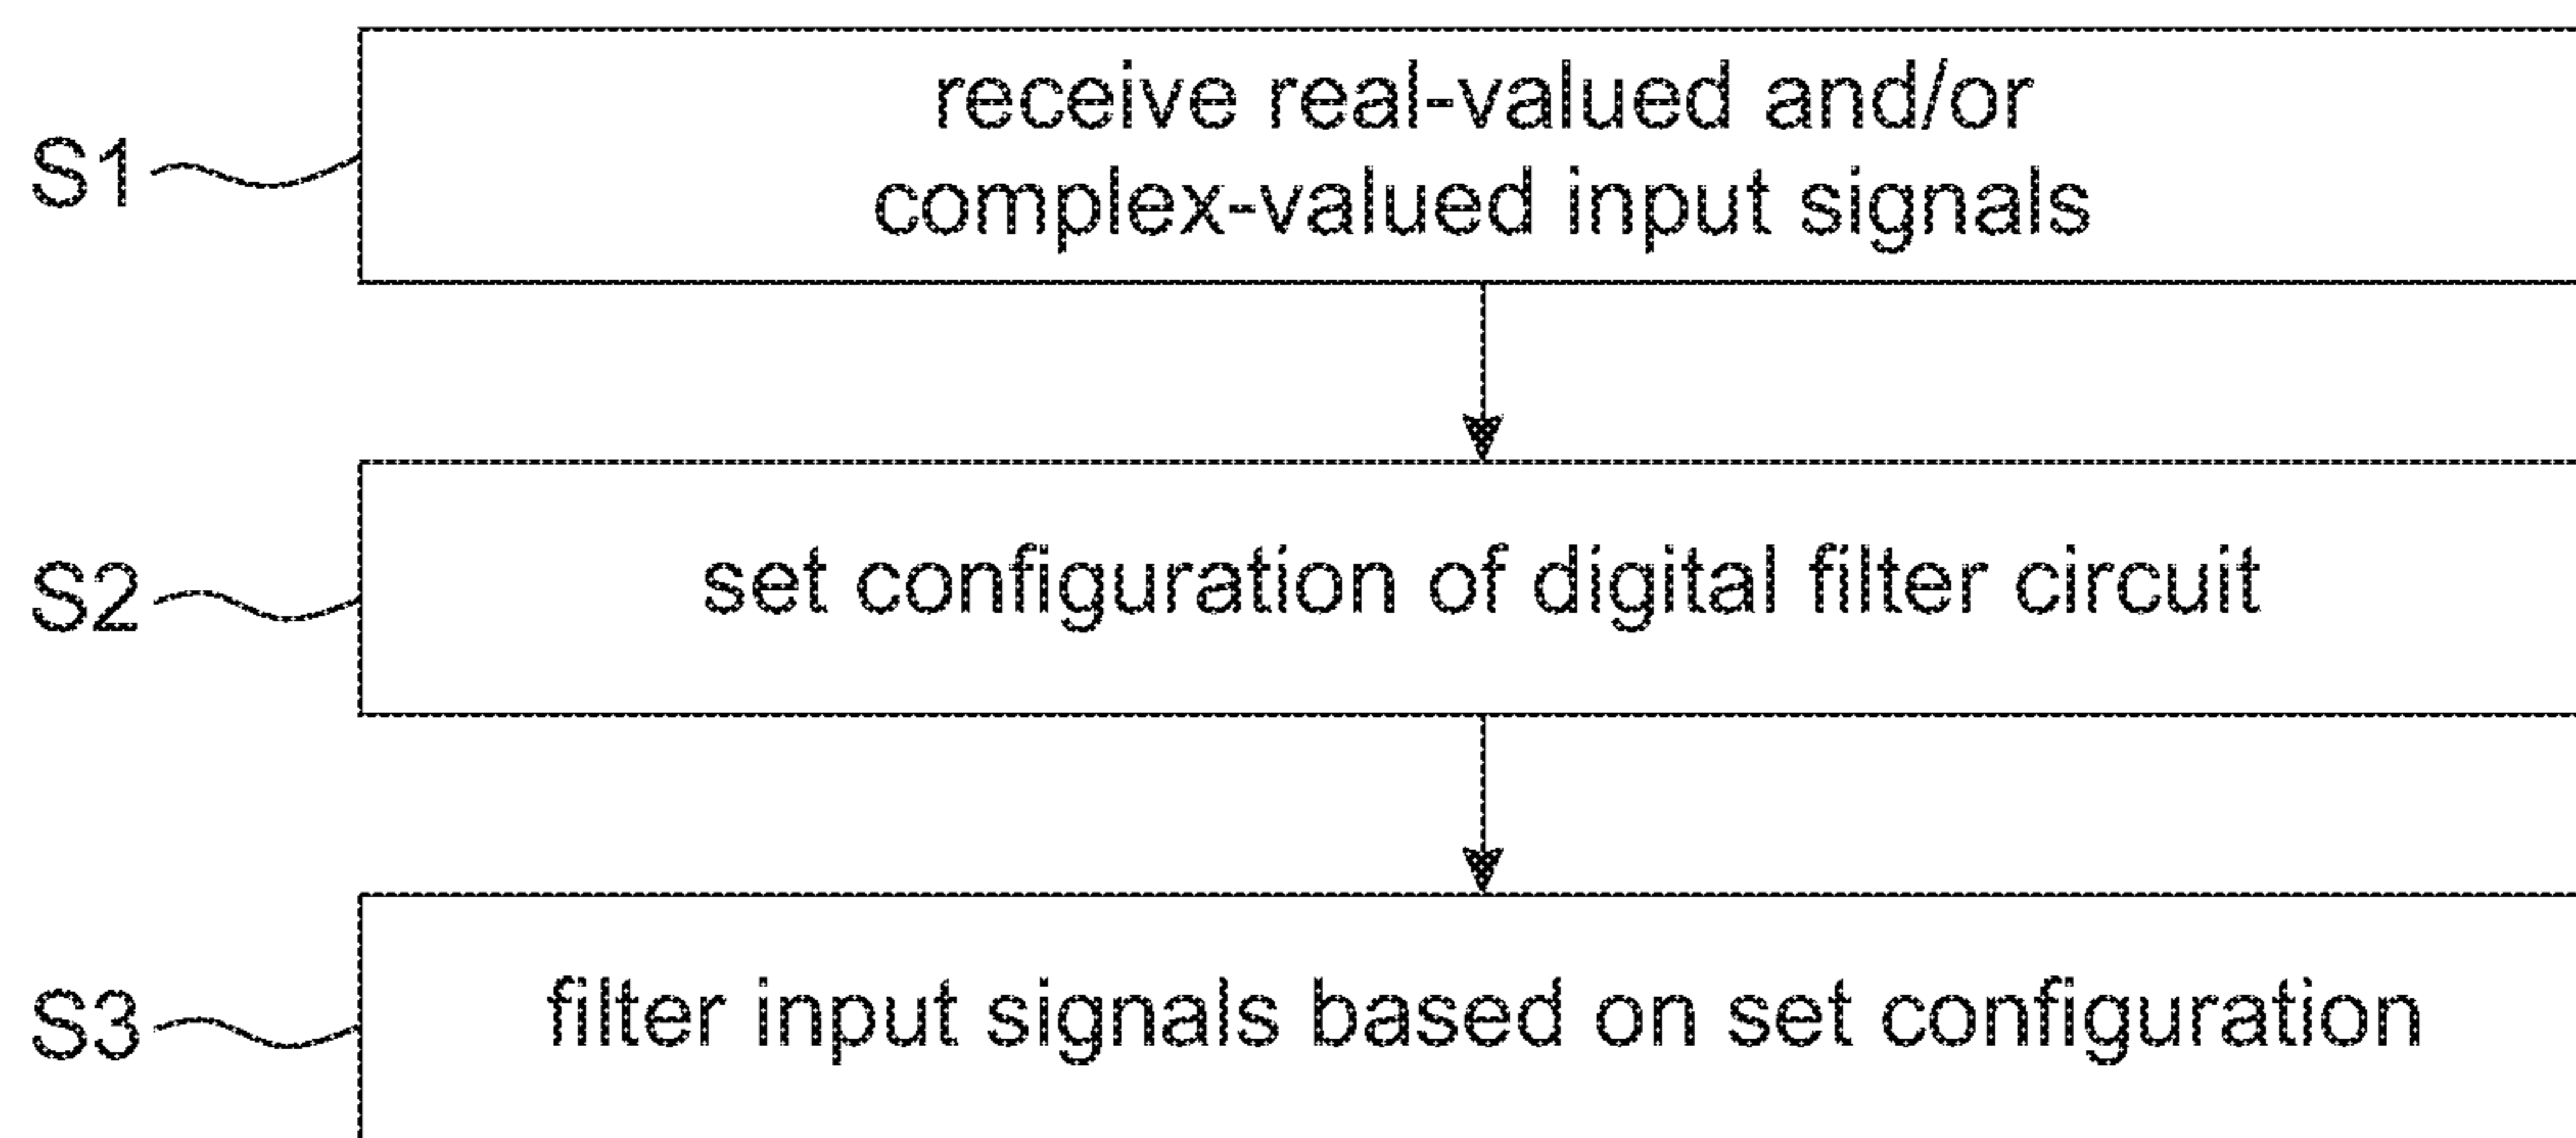 S1
receive real-valued and/or
complex-valued input signals
S2
set configuration of digital filter circuit
S3
filter input signals based on set configuration